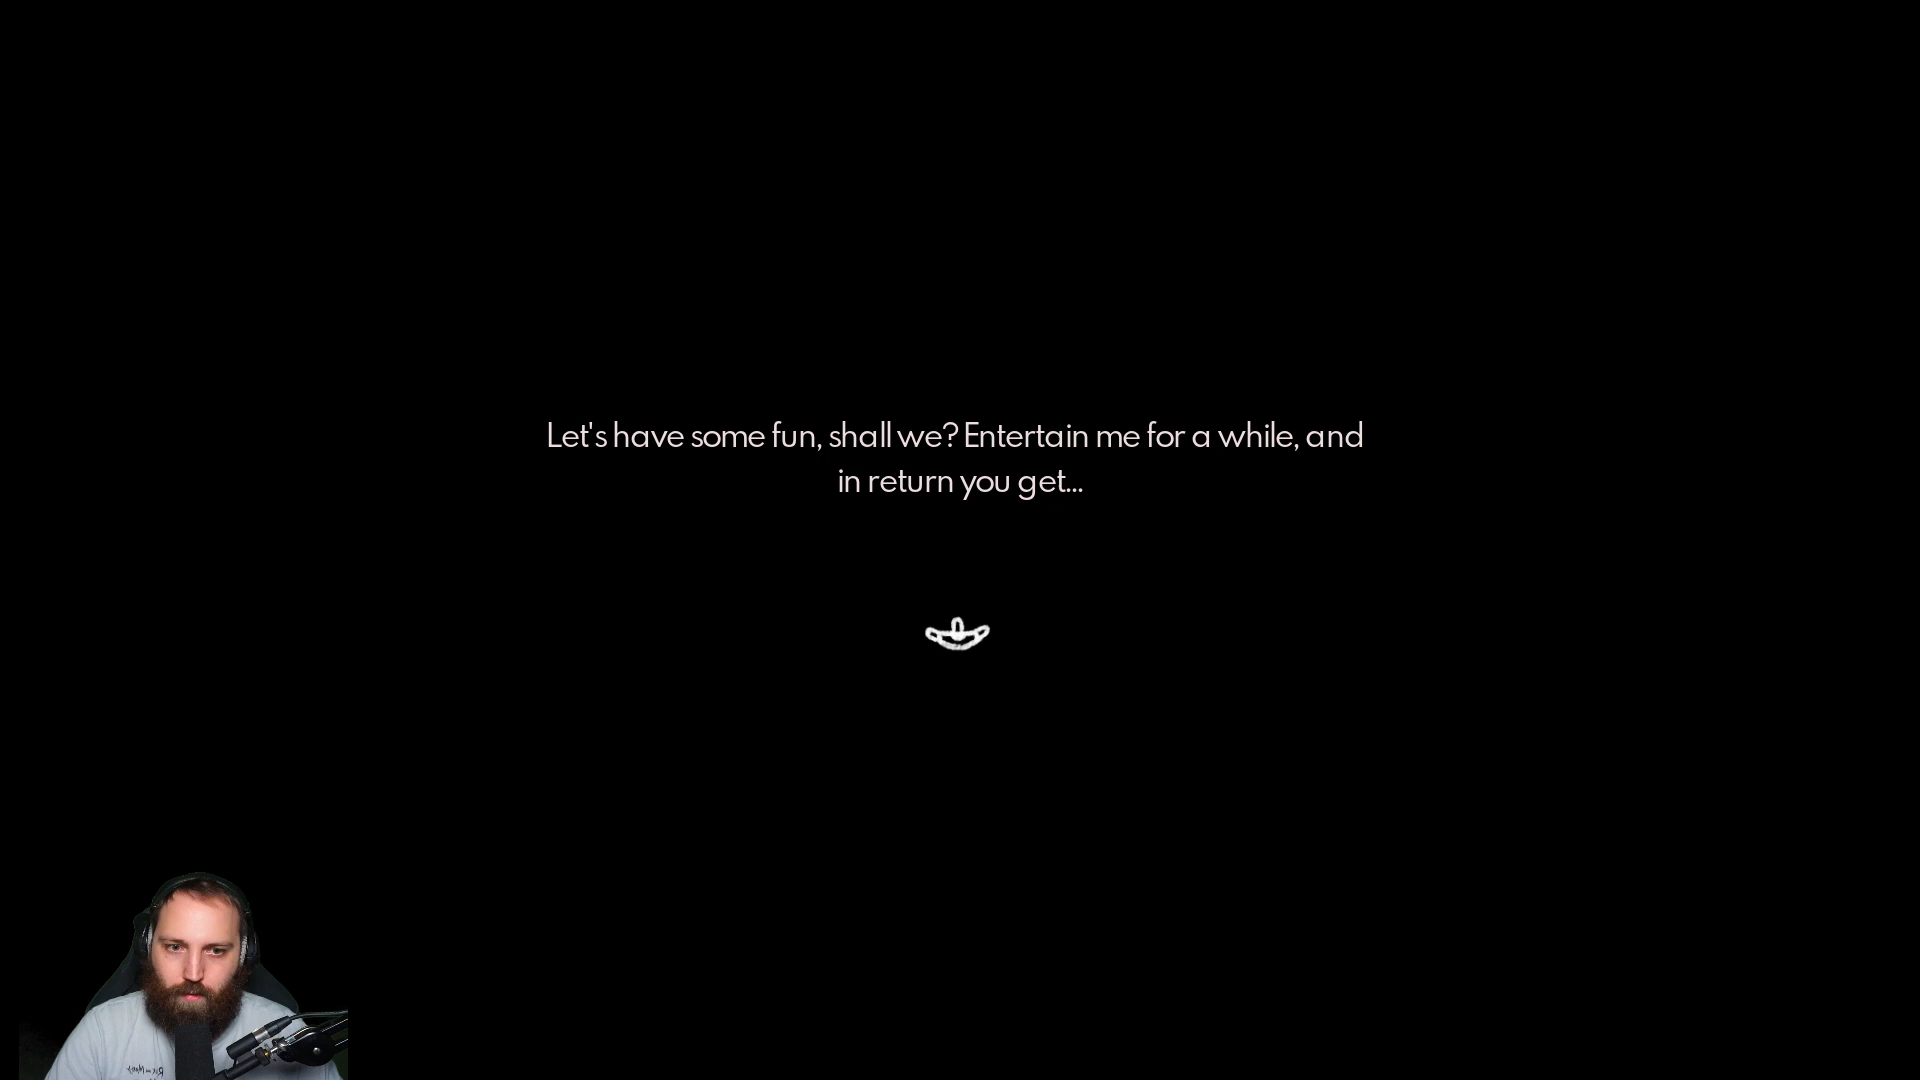 Let's have some fun, shall we? Entertain me for a while, and
in return you get...